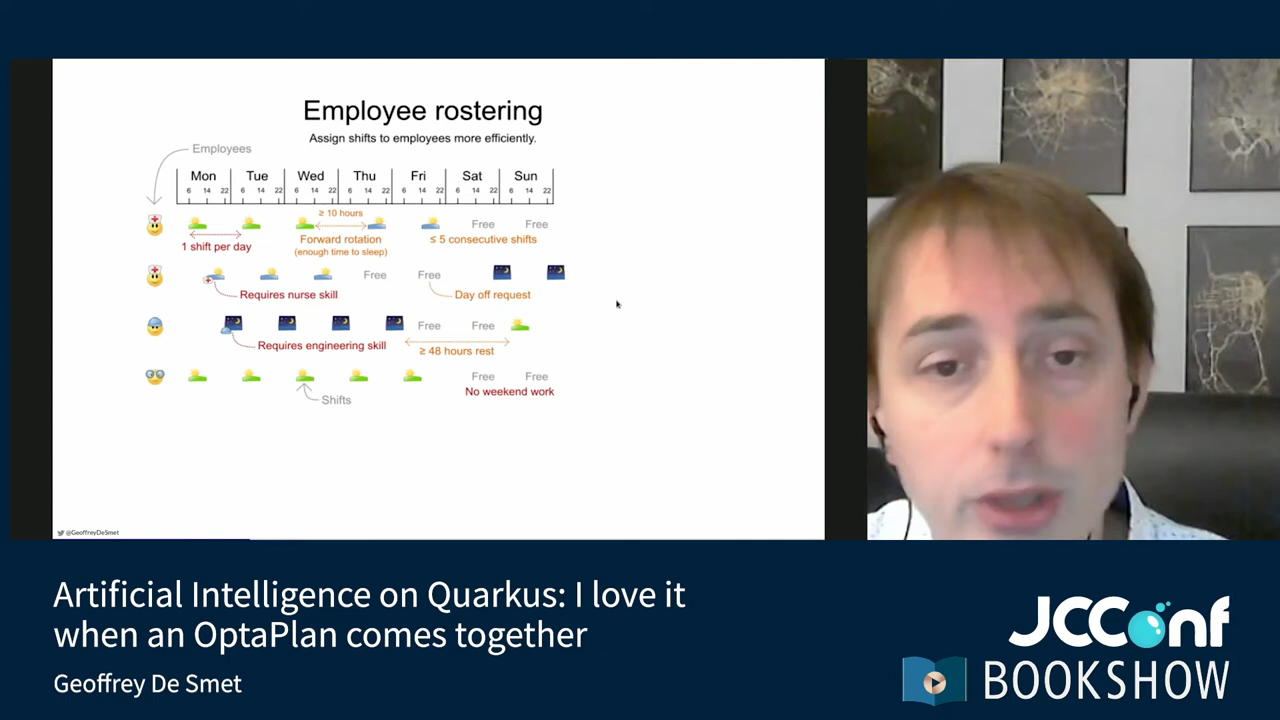 Employee rostering
Assign shifts to employees more efficiently.
Employees
Mon Tue Wed Thu Fri Sat Sun
6 14 22 6 14 22 6 14 22 6 14 22 6 14 22 6 14 22 6 14 22
≥ 10 hours
Free Free
1 shift per day Forward rotation ≤ 5 consecutive shifts
(enough time to sleep)
Free Free
Requires nurse skill Day off request
Free Free
Requires engineering skill ≥ 48 hours rest
Free Free
No weekend work
Shifts
@GeoffreyDeSmet
Artificial Intelligence on Quarkus: I love it
when an OptaPlan comes together
Geoffrey De Smet
JCConf
BOOKSHOW